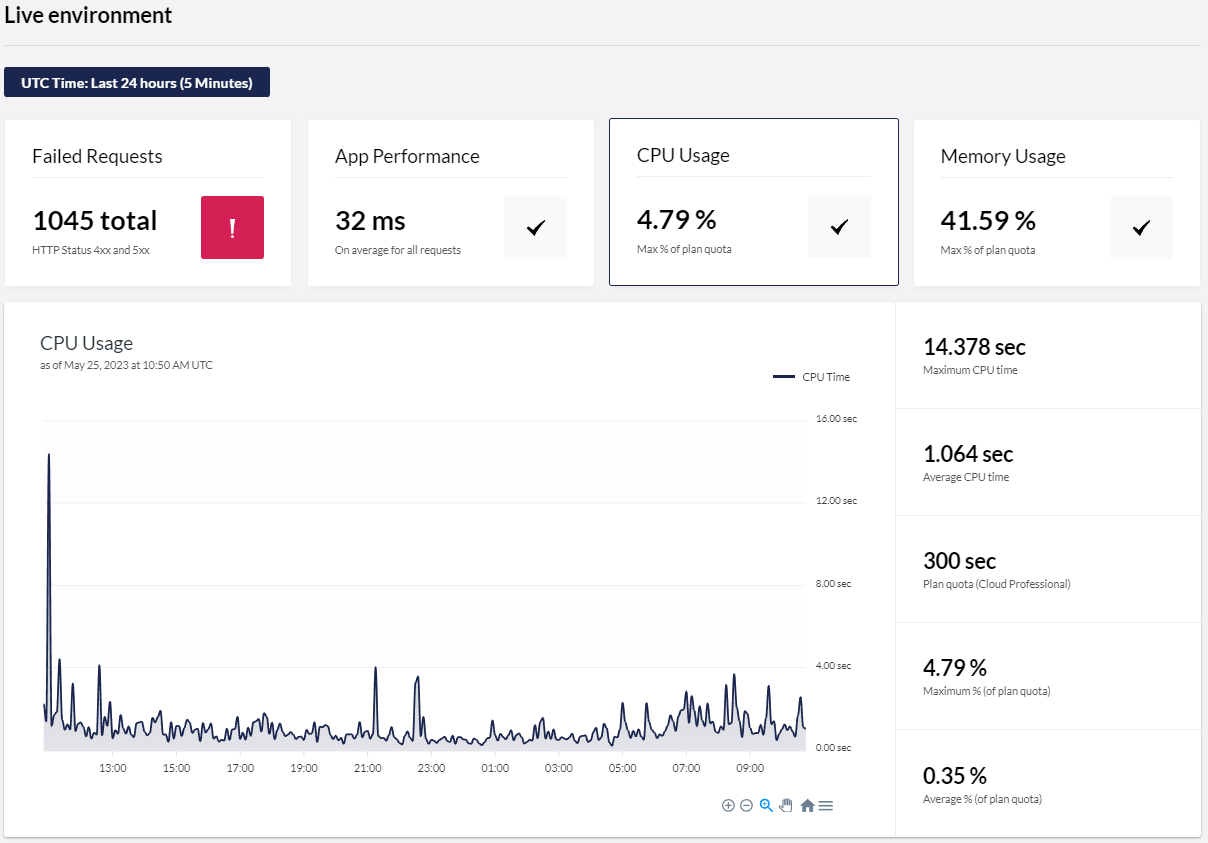 Live environment
UTC Time: Last 24 hours (5 Minutes)
Failed Requests
1045 total
HTTP Status 4xx and 5xx
!
App Performance
32 ms
On average for all requests
CPU Usage
4.79 %
Max % of plan quota
Memory Usage
41.59 %
Max % of plan quota
CPU Usage
as of May 25, 2023 at 10:50 AM UTC
CPU Time
16.00 sec
12.00 sec
8.00 sec
4.00 sec
0.00 sec
13:00 15:00 17:00 19:00 21:00 23:00 01:00 03:00 05:00 07:00 09:00
14.378 sec
Maximum CPU time
1.064 sec
Average CPU time
300 sec
Plan quota (Cloud Professional)
4.79 %
Maximum % (of plan quota)
0.35 %
Average % (of plan quota)